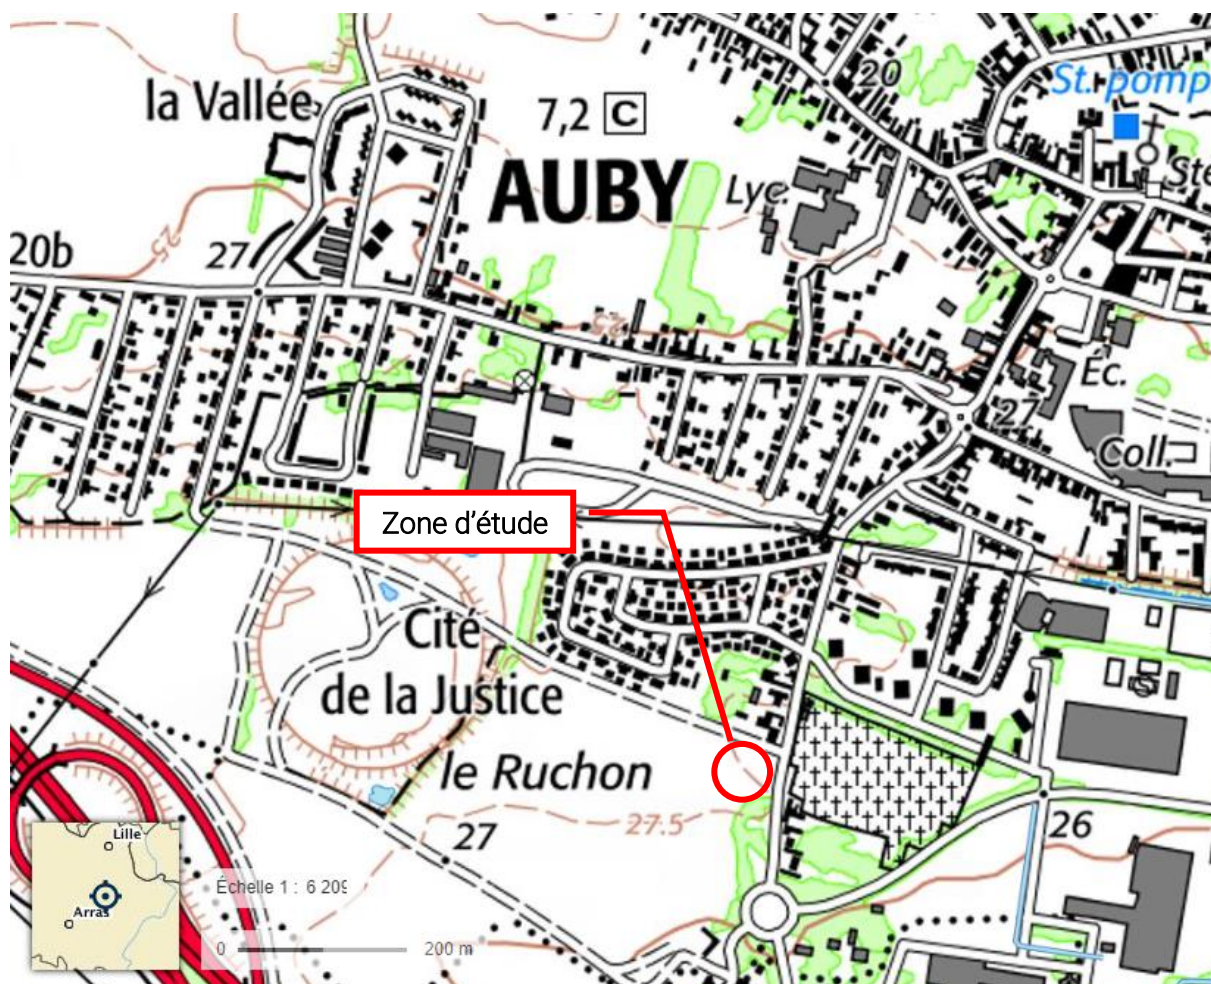 20
St. pomp
la Vallée
7,2 C
AUBY
Lyc.
Sté
25
20b
27
25
Éc.
27
Coll.
Zone d'étude
Cité
de la Justice
le Ruchon
27.5
27
26
Lille
Arras
Échelle 1 : 6 209
0
200 m